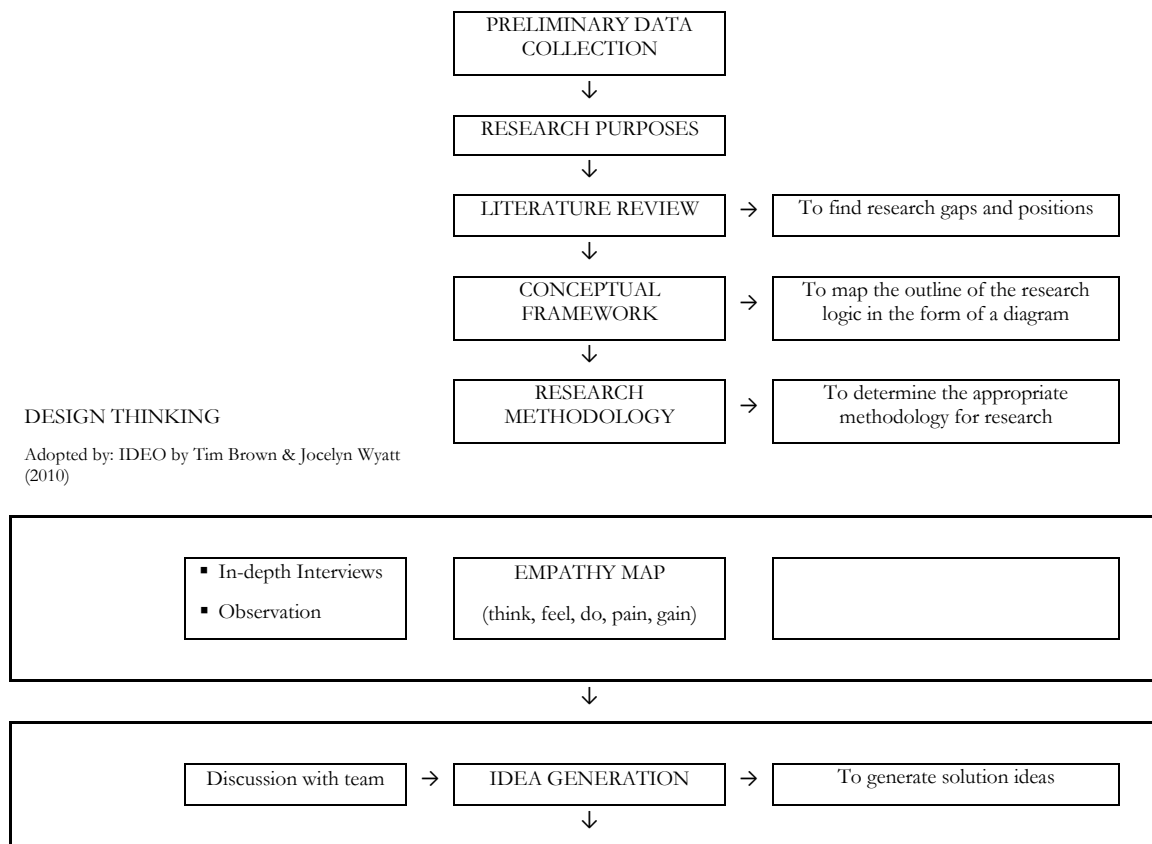 PRELIMINARY DATA
COLLECTION
↓
RESEARCH PURPOSES
↓
LITERATURE REVIEW → To find research gaps and positions
↓
CONCEPTUAL
FRAMEWORK
→
To map the outline of the research
logic in the form of a diagram
↓
RESEARCH
METHODOLOGY
→
To determine the appropriate
methodology for research
DESIGN THINKING
Adopted by: IDEO by Tim Brown & Jocelyn Wyatt
(2010)
▪ In-depth Interviews
▪ Observation
EMPATHY MAP
(think, feel, do, pain, gain)
↓
Discussion with team → IDEA GENERATION → To generate solution ideas
↓